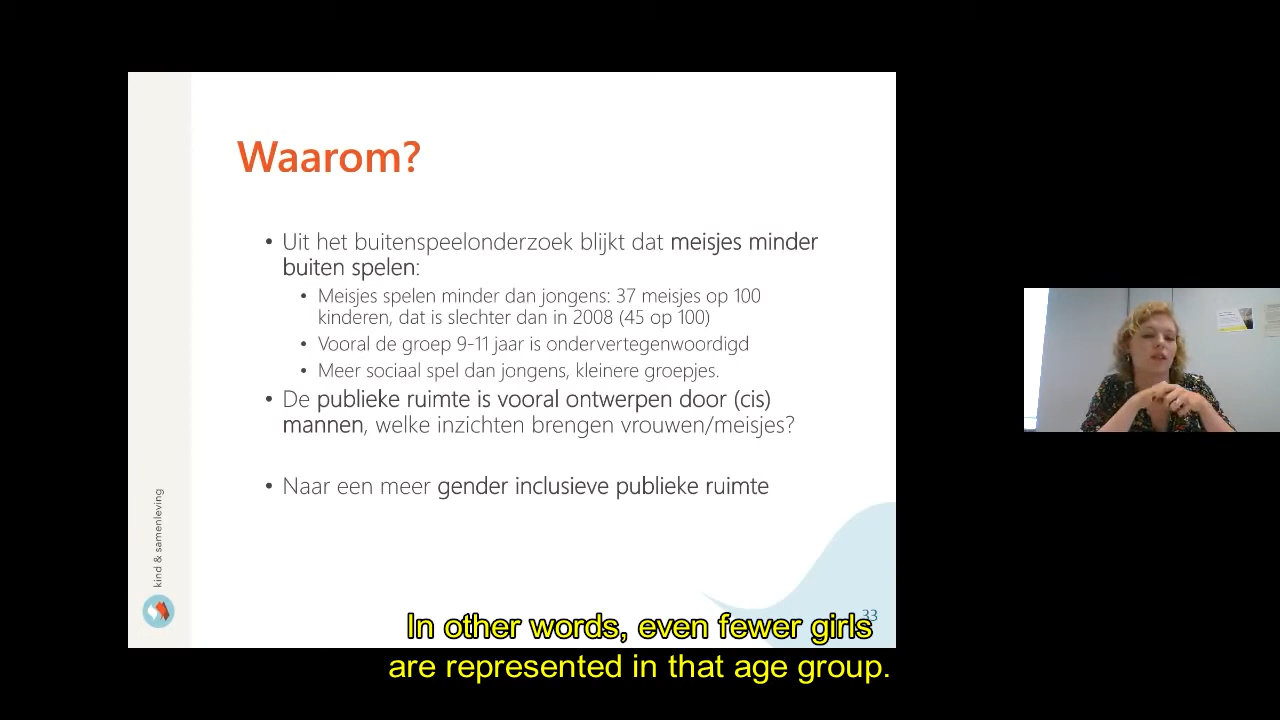 Waarom?
• Uit het buitenspeelonderzoek blijkt dat meisjes minder
buiten spelen:
• Meisjes spelen minder dan jongens: 37 meisjes op 100
kinderen, dat is slechter dan in 2008 (45 op 100)
• Vooral de groep 9-11 jaar is ondervertegenwoordigd
• Meer sociaal spel dan jongens, kleinere groepjes.
• De publieke ruimte is vooral ontwerpen door (cis)
mannen, welke inzichten brengen vrouwen/meisjes?
• Naar een meer gender inclusieve publieke ruimte
kind & samenleving
33
In other words, even fewer girls
are represented in that age group.